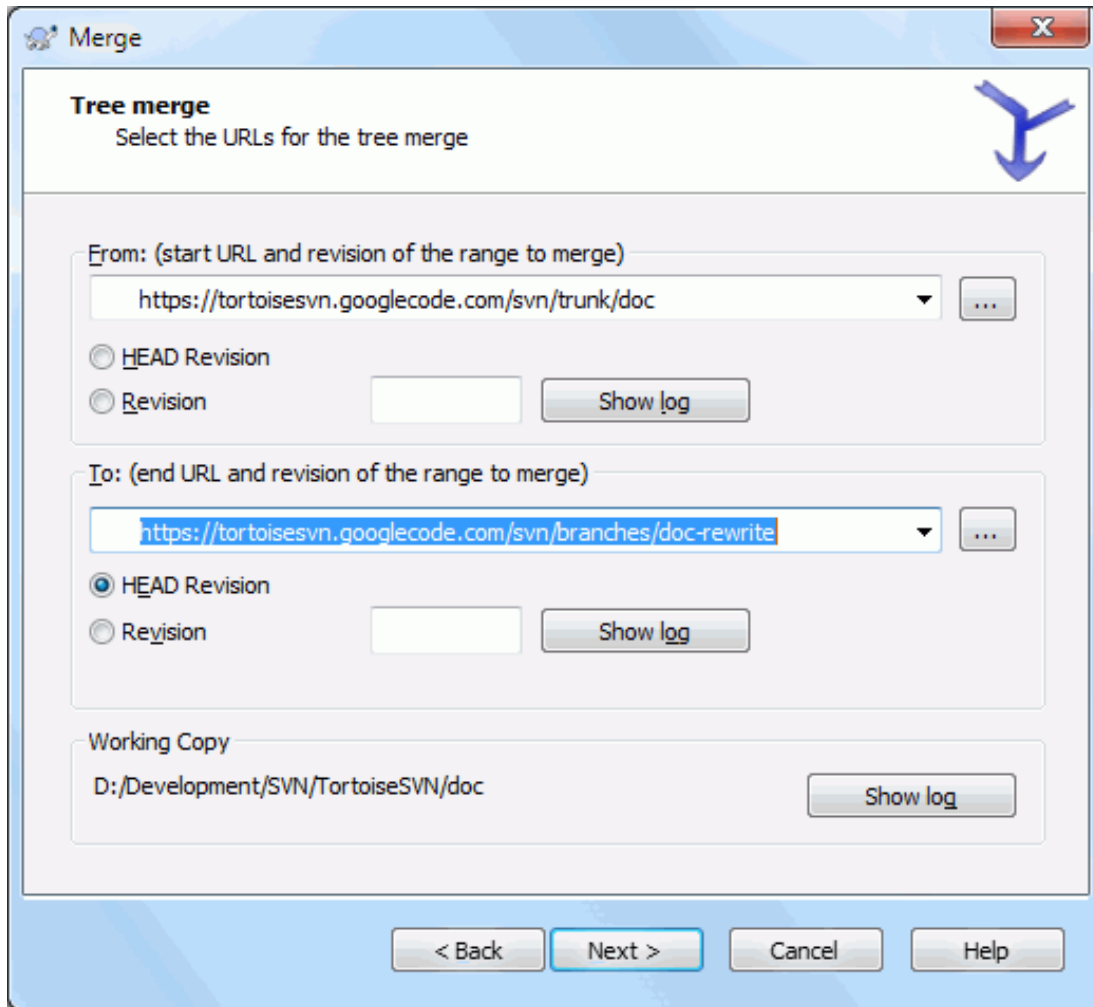 Merge
Tree merge
Select the URLs for the tree merge
From: (start URL and revision of the range to merge)
https://tortoisesvn.googlecode.com/svn/trunk/doc
...
HEAD Revision
Revision
Show log
To: (end URL and revision of the range to merge)
https://tortoisesvn.googlecode.com/svn/branches/doc-rewrite
...
HEAD Revision
Revision
Show log
Working Copy
D:/Development/SVN/TortoiseSVN/doc
Show log
< Back Next > Cancel Help